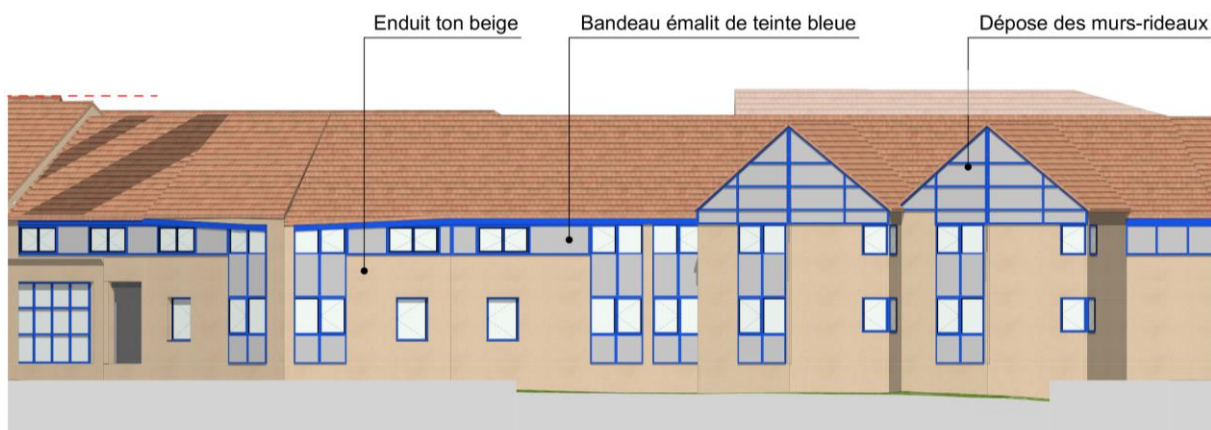 Enduit ton beige
Bandeau émalit de teinte bleue
Dépose des murs-rideaux